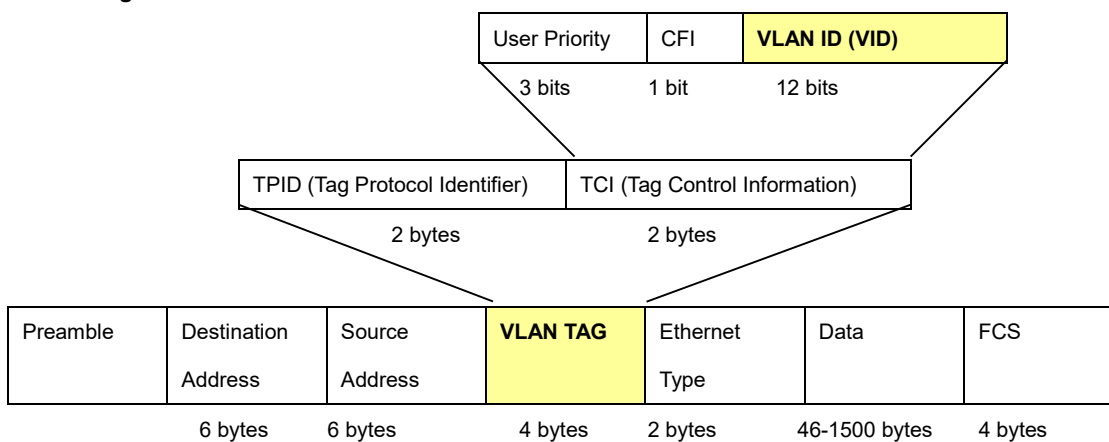 User Priority CFI VLAN ID (VID)
3 bits 1 bit 12 bits
TPID (Tag Protocol Identifier) TCI (Tag Control Information)
2 bytes 2 bytes
Preamble Destination Source VLAN TAG Ethernet Data FCS
Address Address Type
6 bytes 6 bytes 4 bytes 2 bytes 46-1500 bytes 4 bytes